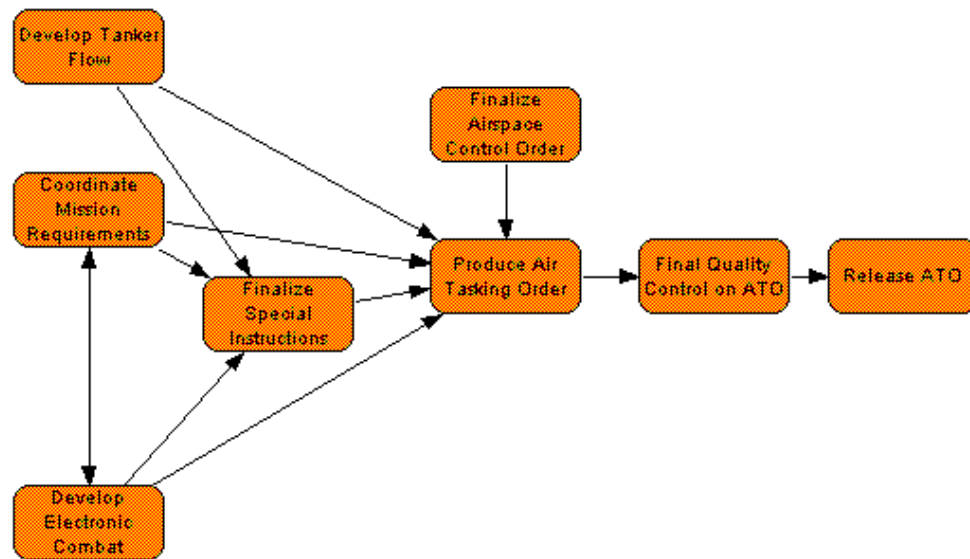 Develop Tanker
Flow
Finalize
Airspace
Control Order
Coordinate
Mission
Requirements
Produce Air
Tasking Order
Final Quality
Control on ATO
Release ATO
Finalize
Special
Instructions
Develop
Electronic
Combat